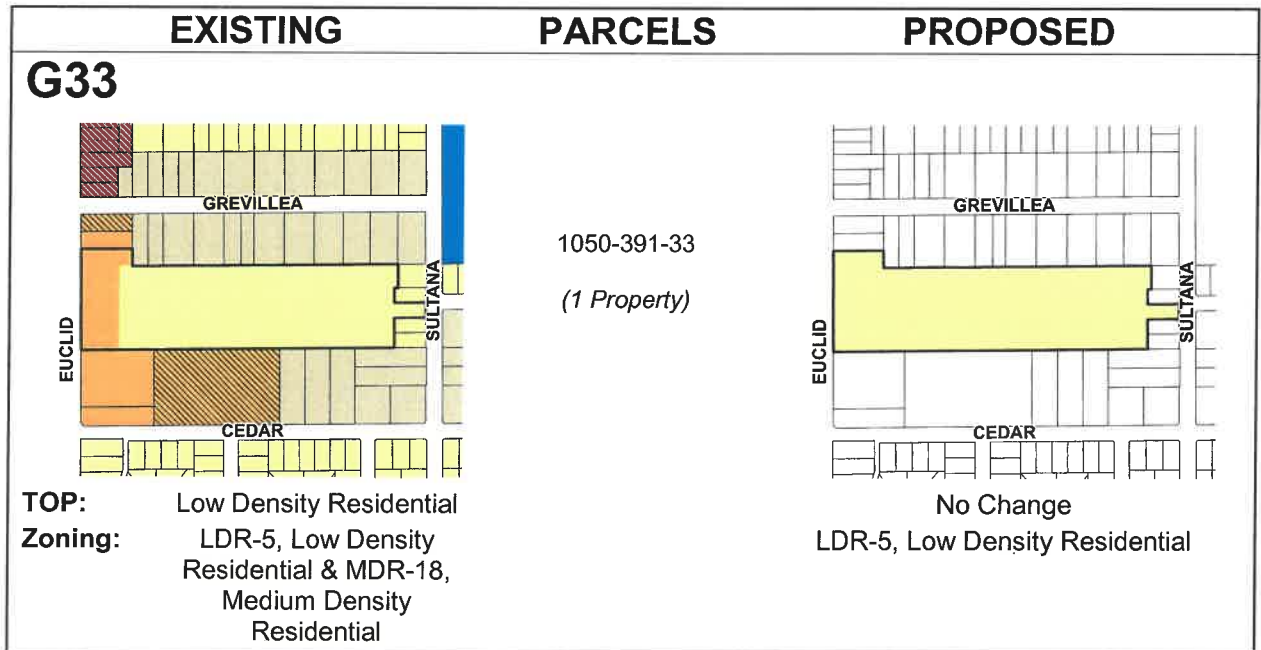 EXISTING PARCELS PROPOSED
G33
GREVILLEA
EUCLID
SULTANA
CEDAR
1050-391-33
(1 Property)
GREVILLEA
EUCLID
SULTANA
CEDAR
TOP: Low Density Residential
Zoning: LDR-5, Low Density
Residential & MDR-18,
Medium Density
Residential
No Change
LDR-5, Low Density Residential